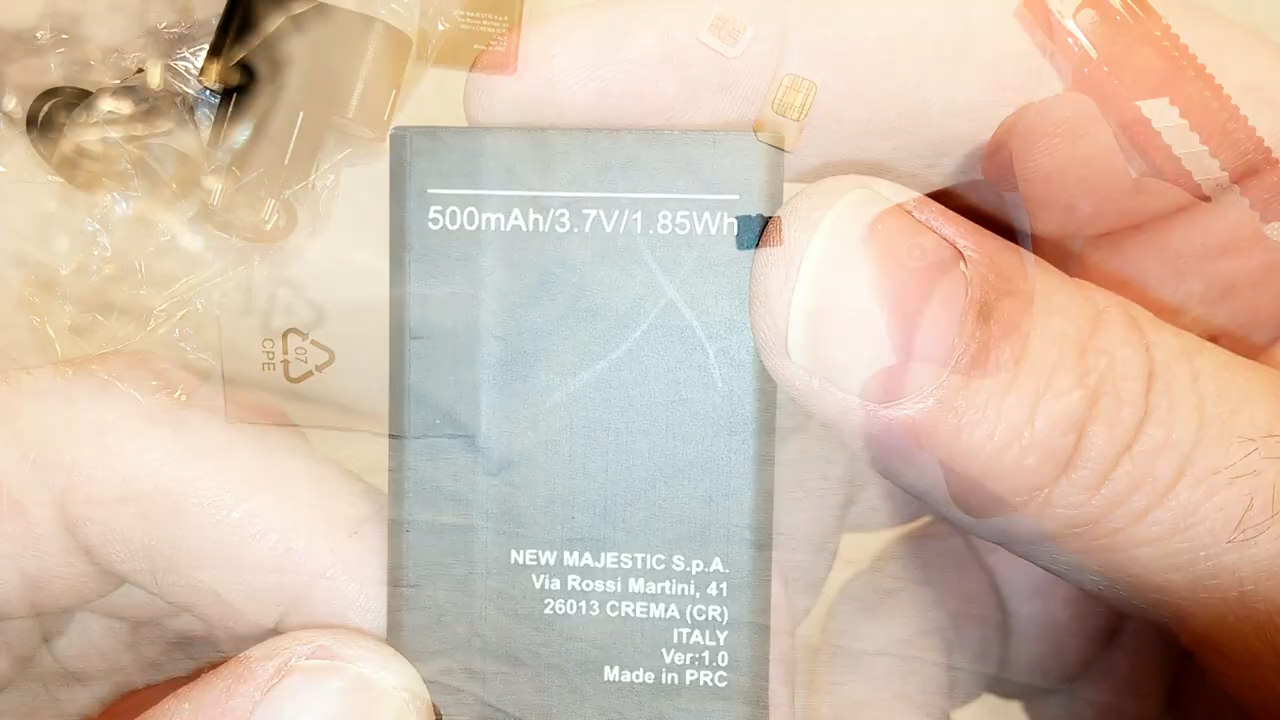 500mAh/3.7V/1.85Wh
07
CPE
NEW MAJESTIC S.p.A.
Via Rossi Martini, 41
26013 CREMA (CR)
ITALY
Ver:1.0
Made in PRC